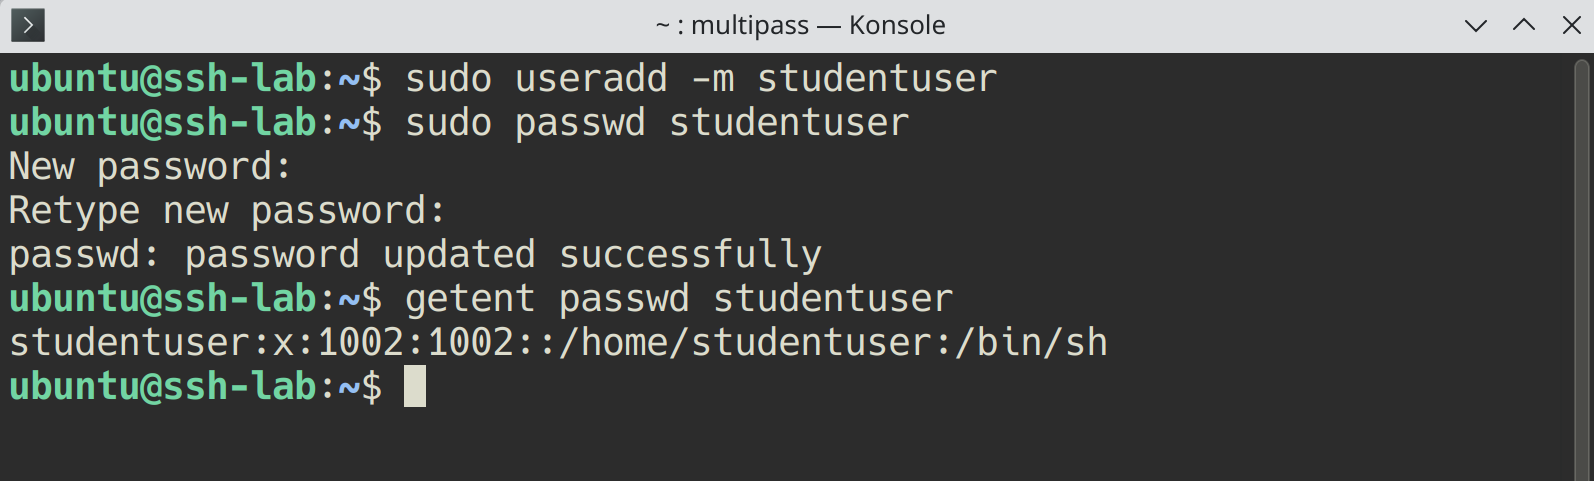 ~ : multipass — Konsole
ubuntu@ssh-lab:~$ sudo useradd -m studentuser
ubuntu@ssh-lab:~$ sudo passwd studentuser
New password:
Retype new password:
passwd: password updated successfully
ubuntu@ssh-lab:~$ getent passwd studentuser
studentuser:x:1002:1002::/home/studentuser:/bin/sh
ubuntu@ssh-lab:~$